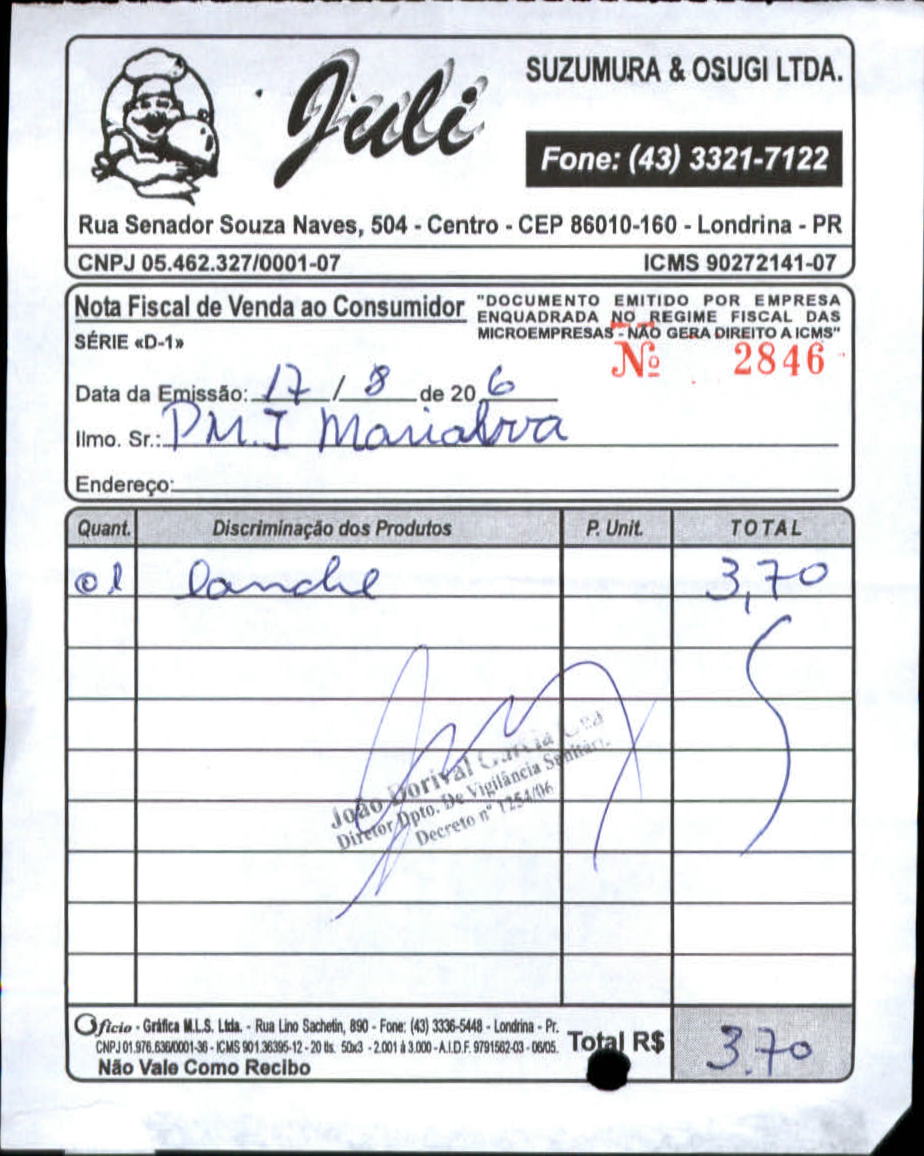 Juli
SUZUMURA & OSUGI LTDA.
Fone: (43) 3321-7122
Rua Senador Souza Naves, 504 - Centro - CEP 86010-160 - Londrina - PR
CNPJ 05.462.327/0001-07 ICMS 90272141-07
Nota Fiscal de Venda ao Consumidor
SÉRIE «D-1»
"DOCUMENTO EMITIDO POR EMPRESA
ENQUADRADA NO REGIME FISCAL DAS
MICROEMPRESAS - NÃO GERA DIREITO A ICMS"
Nº 2846
Data da Emissão: 17 / 8 de 20 6
Ilmo. Sr.: P.M.I Marialva
Endereço:
Quant. Discriminação dos Produtos P. Unit. TOTAL
01 lanche 3,70
João Dorival Garcia
Diretor Dpto. De Vigilância Sanitári
Decreto nº 1254/06
Ofício - Gráfica M.L.S. Ltda. - Rua Lino Sachetin, 890 - Fone: (43) 3336-5448 - Londrina - Pr.
CNPJ 01.976.636/0001-36 - ICMS 901.36395-12 - 20 tls. 50x3 - 2.001 à 3.000 - A.I.D.F. 9791562-03 - 06/05.
Não Vale Como Recibo
Total R$ 3.70